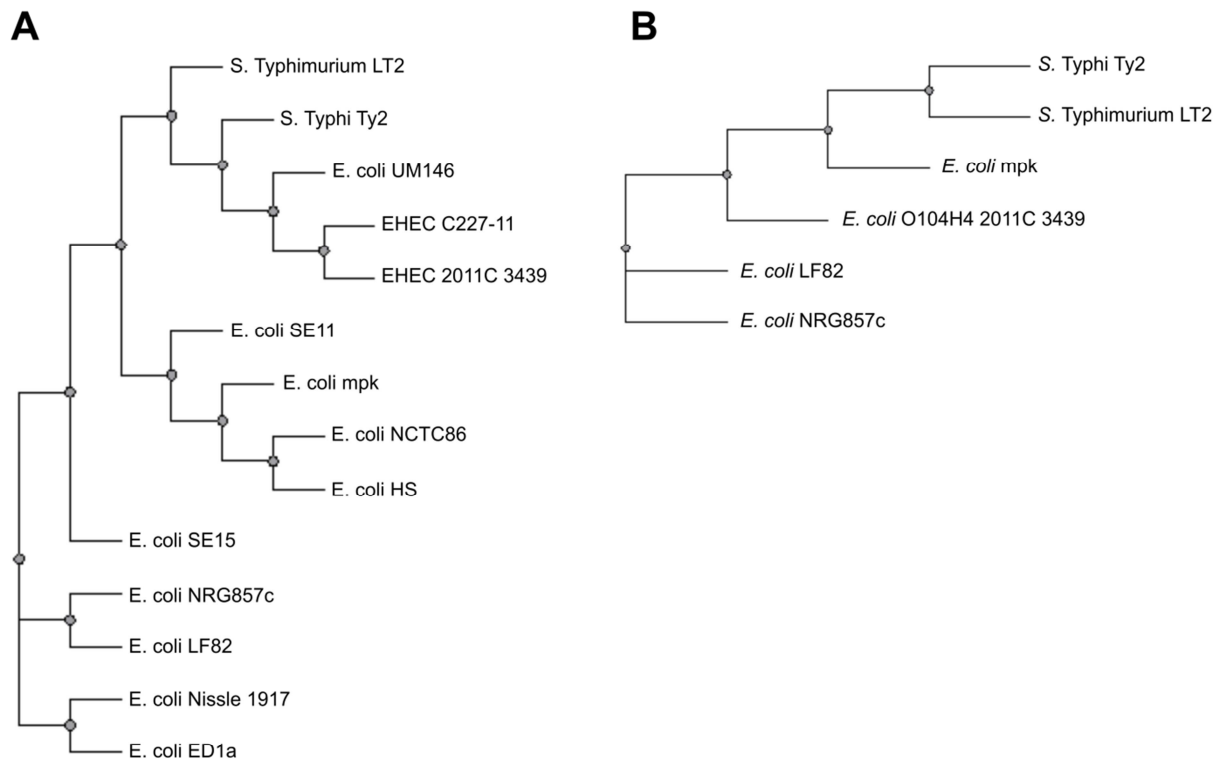 A
S. Typhimurium LT2
S. Typhi Ty2
E. coli UM146
EHEC C227-11
EHEC 2011C 3439
E. coli SE11
E. coli mpk
E. coli NCTC86
E. coli HS
E. coli SE15
E. coli NRG857c
E. coli LF82
E. coli Nissle 1917
E. coli ED1a
B
S. Typhi Ty2
S. Typhimurium LT2
E. coli mpk
E. coli O104H4 2011C 3439
E. coli LF82
E. coli NRG857c